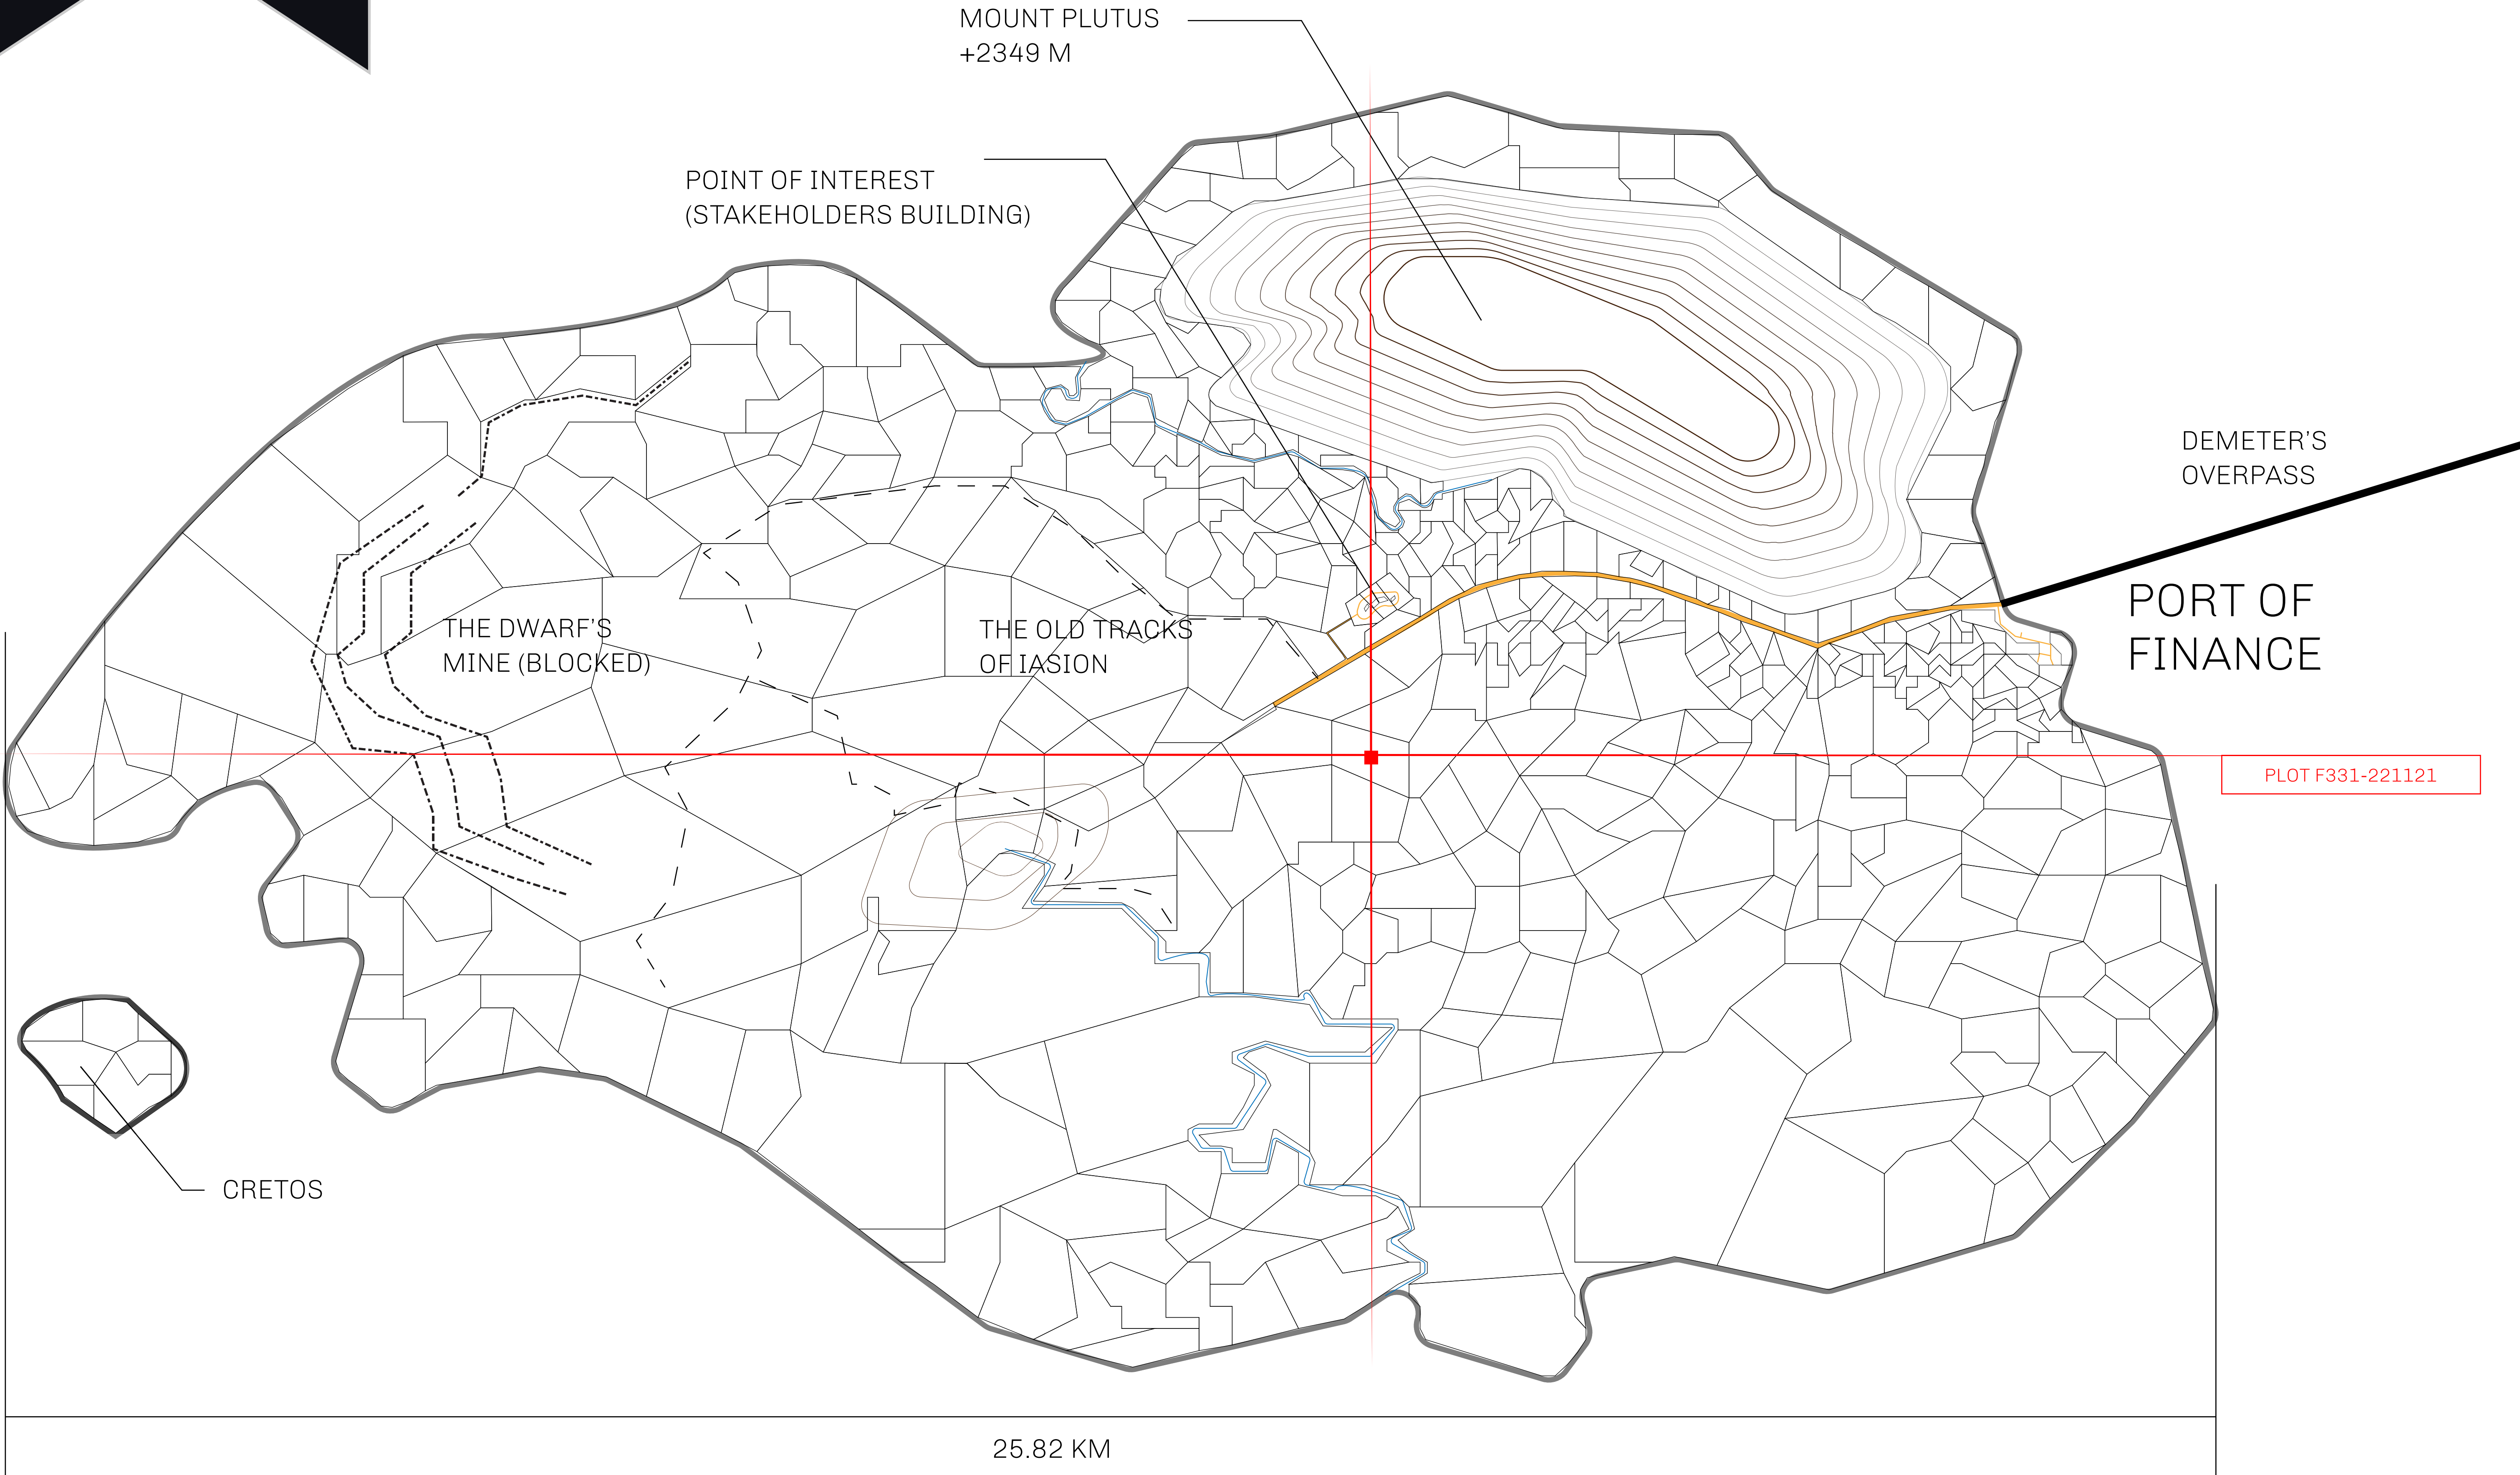 MOUNT PLUTUS
+2349 M
POINT OF INTEREST
(STAKEHOLDERS BUILDING)
DEMETER'S
OVERPASS
PORT OF
FINANCE
THE DWARF'S
MINE (BLOCKED)
THE OLD TRACKS
OF IASION
PLOT F331-221121
CRETOS
25.82 KM